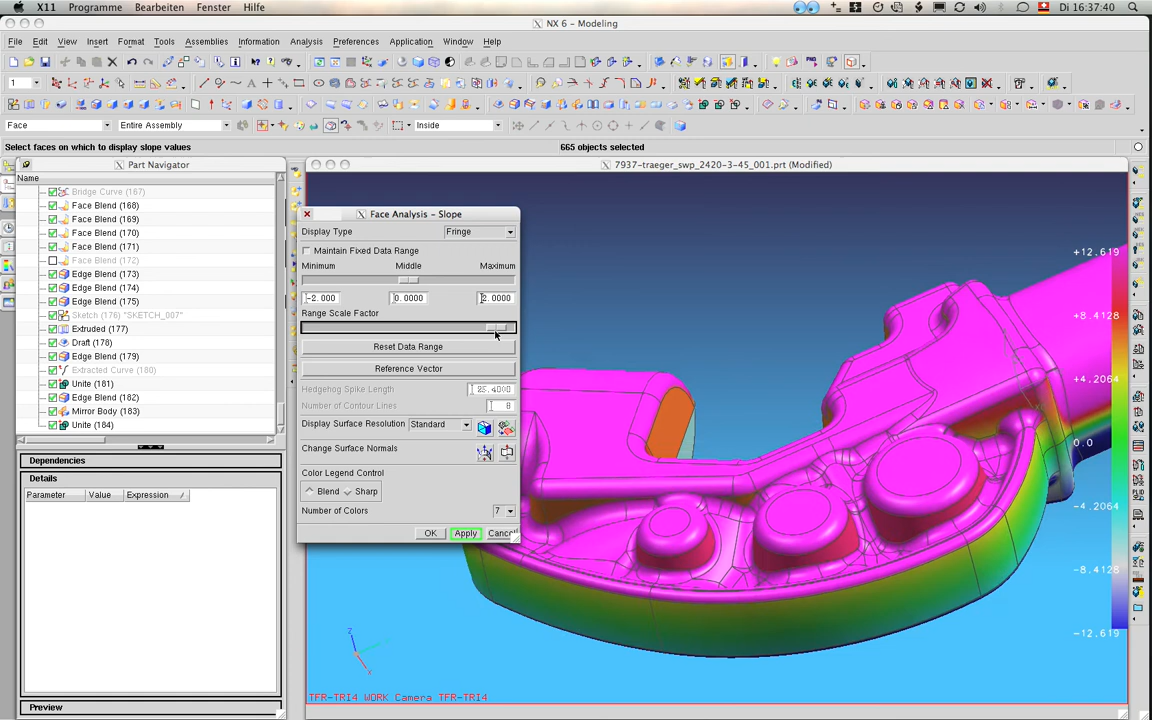 X11 Programme Bearbeiten Fenster Hilfe Di 16:37:40
NX 6 – Modeling
File Edit View Insert Format Tools Assemblies Information Analysis Preferences Application Window Help
1
Face Entire Assembly Inside
Select faces on which to display slope values 665 objects selected
Part Navigator
Name
Bridge Curve (167)
Face Blend (168)
Face Blend (169)
Face Blend (170)
Face Blend (171)
Face Blend (172)
Edge Blend (173)
Edge Blend (174)
Edge Blend (175)
Sketch (176) "SKETCH_007"
Extruded (177)
Draft (178)
Edge Blend (179)
Extracted Curve (180)
Unite (181)
Edge Blend (182)
Mirror Body (183)
Unite (184)
Dependencies
Details
Parameter Value Expression
Preview
7937-traeger_swp_2420-3-45_001.prt (Modified)
Face Analysis – Slope
Display Type Fringe
Maintain Fixed Data Range
Minimum Middle Maximum
-2.000 0.0000 2.0000
Range Scale Factor
Reset Data Range
Reference Vector
Hedgehog Spike Length 25.4000
Number of Contour Lines 8
Display Surface Resolution Standard
Change Surface Normals
Color Legend Control
Blend Sharp
Number of Colors 7
OK Apply Cancel
+12.619
+8.4128
+4.2064
0.0
-4.2064
-8.4128
-12.619
Z
X
TFR-TRI4 WORK Camera TFR-TRI4